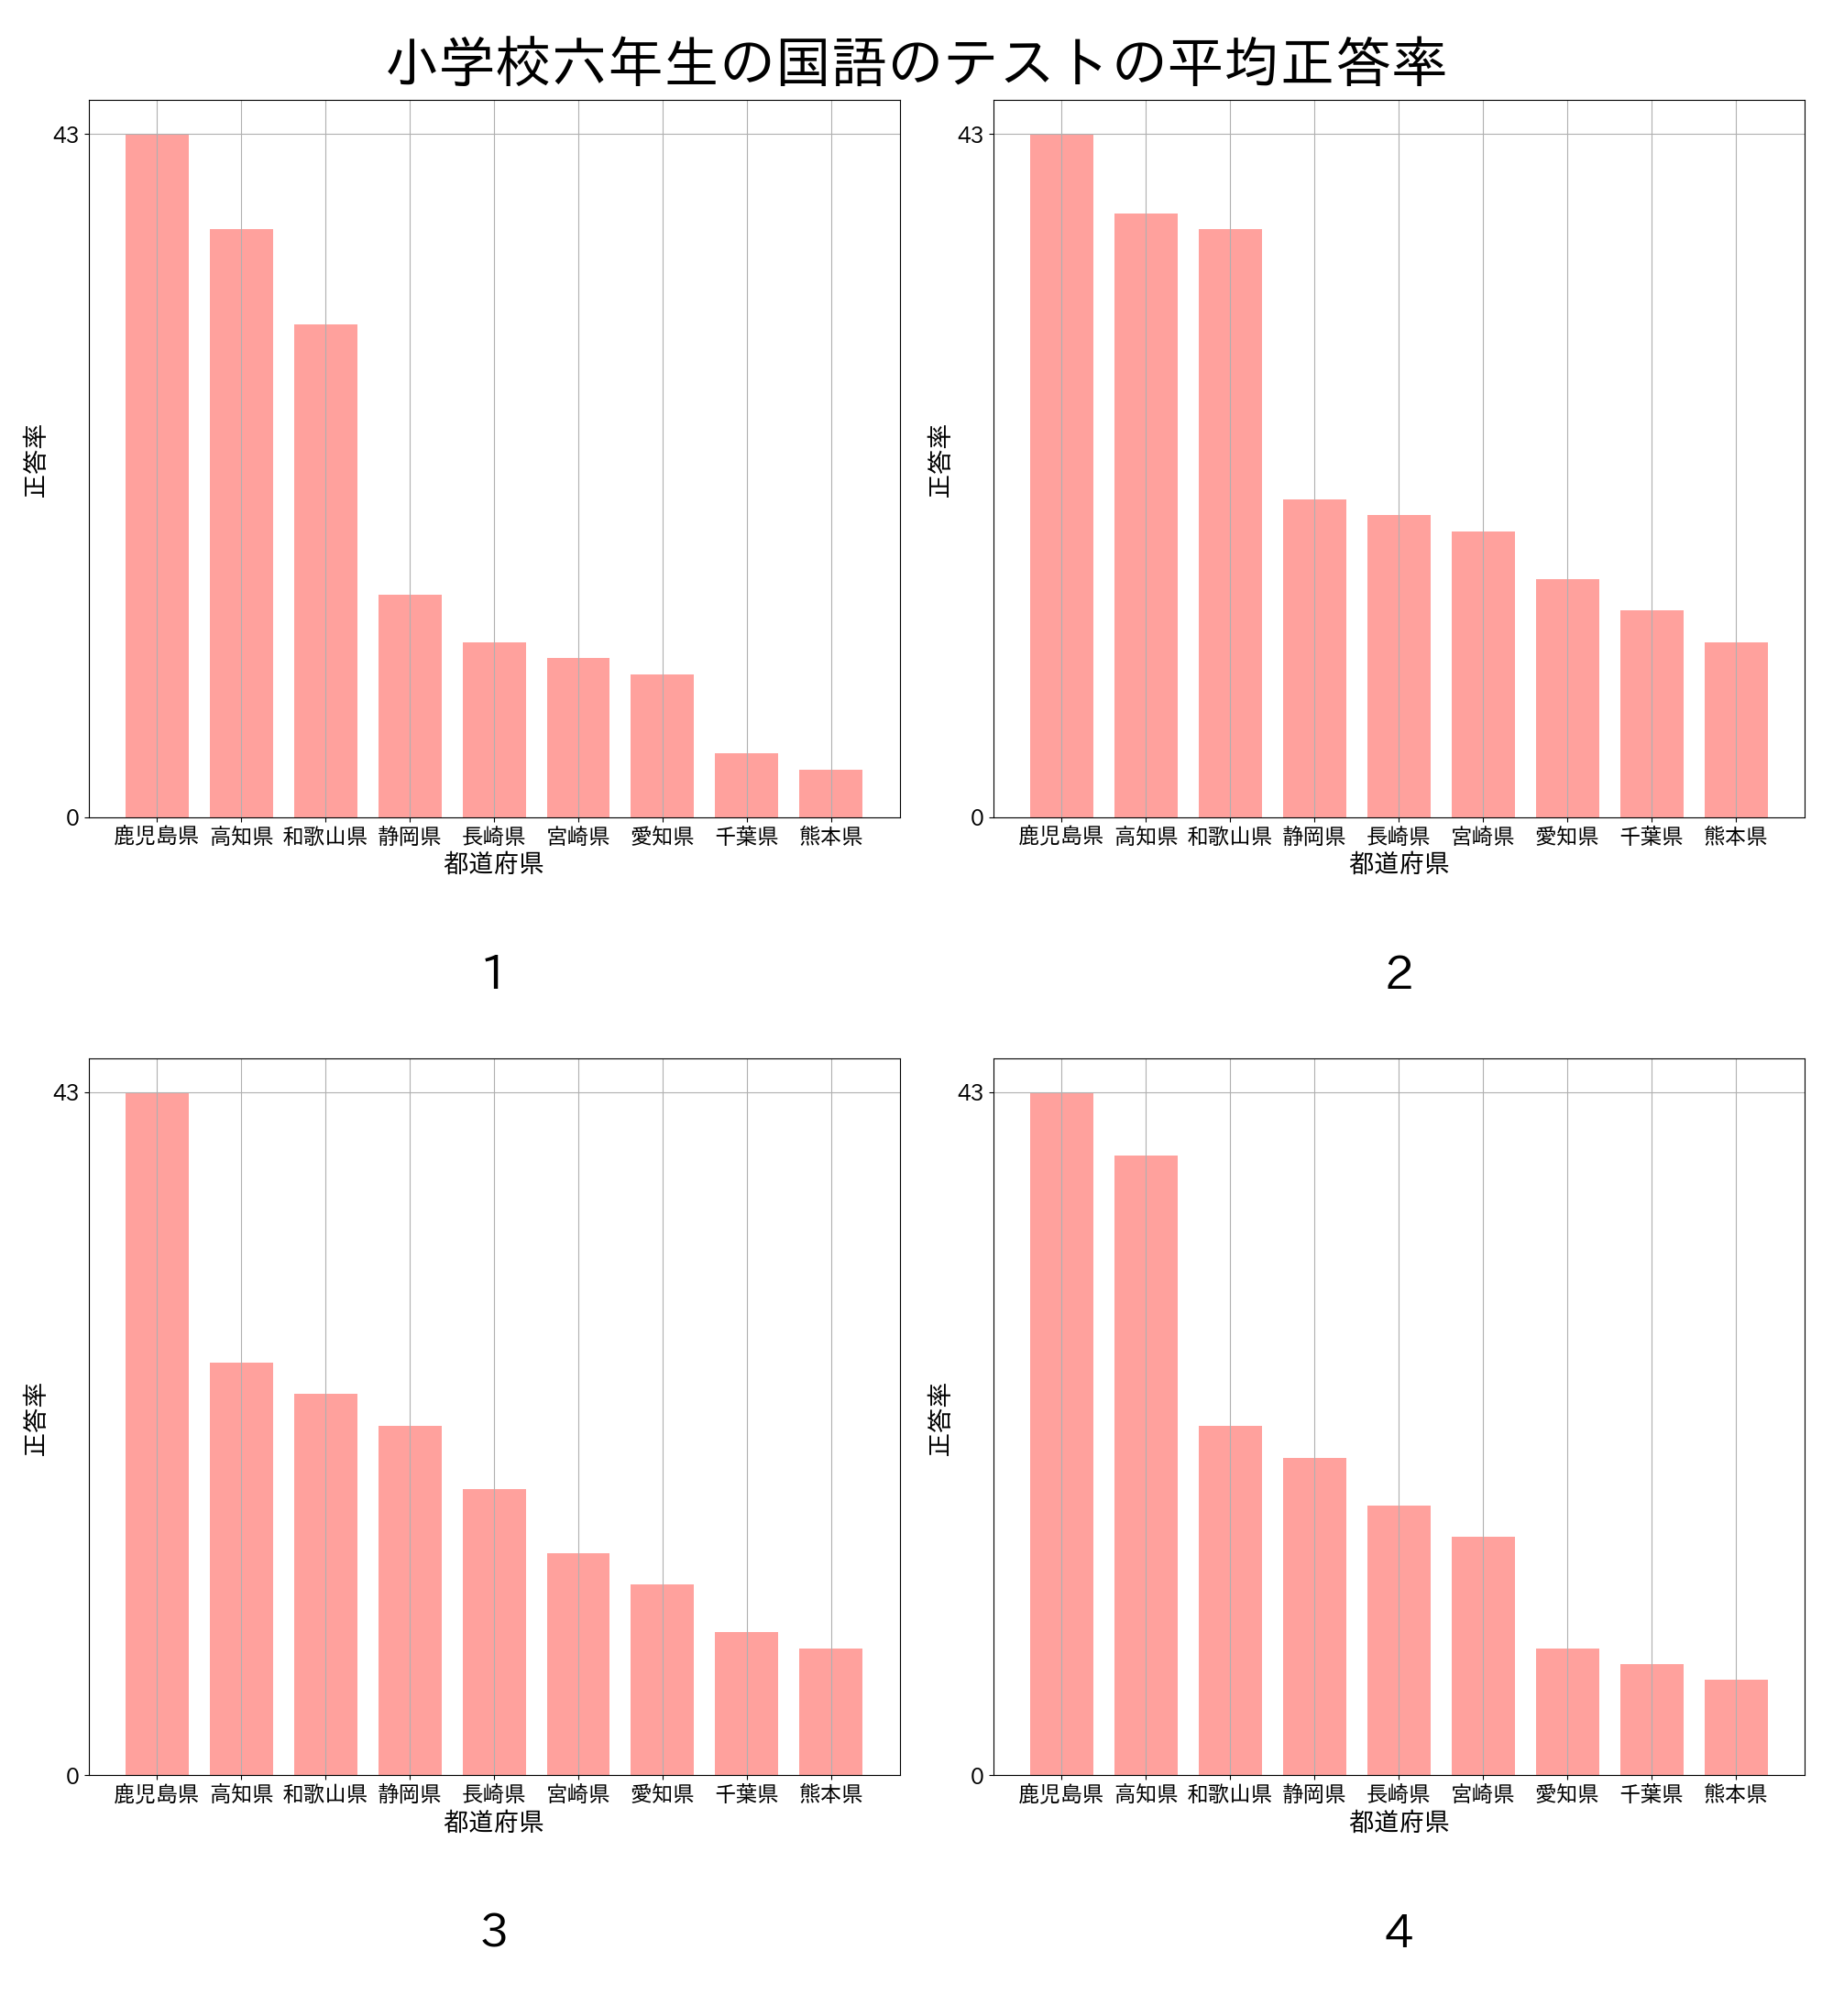 小学校六年生の国語のテストの平均正答率
43
0
正答率
鹿児島県 高知県 和歌山県 静岡県 長崎県 宮崎県 愛知県 千葉県 熊本県
都道府県
1
43
0
正答率
鹿児島県 高知県 和歌山県 静岡県 長崎県 宮崎県 愛知県 千葉県 熊本県
都道府県
2
43
0
正答率
鹿児島県 高知県 和歌山県 静岡県 長崎県 宮崎県 愛知県 千葉県 熊本県
都道府県
3
43
0
正答率
鹿児島県 高知県 和歌山県 静岡県 長崎県 宮崎県 愛知県 千葉県 熊本県
都道府県
4